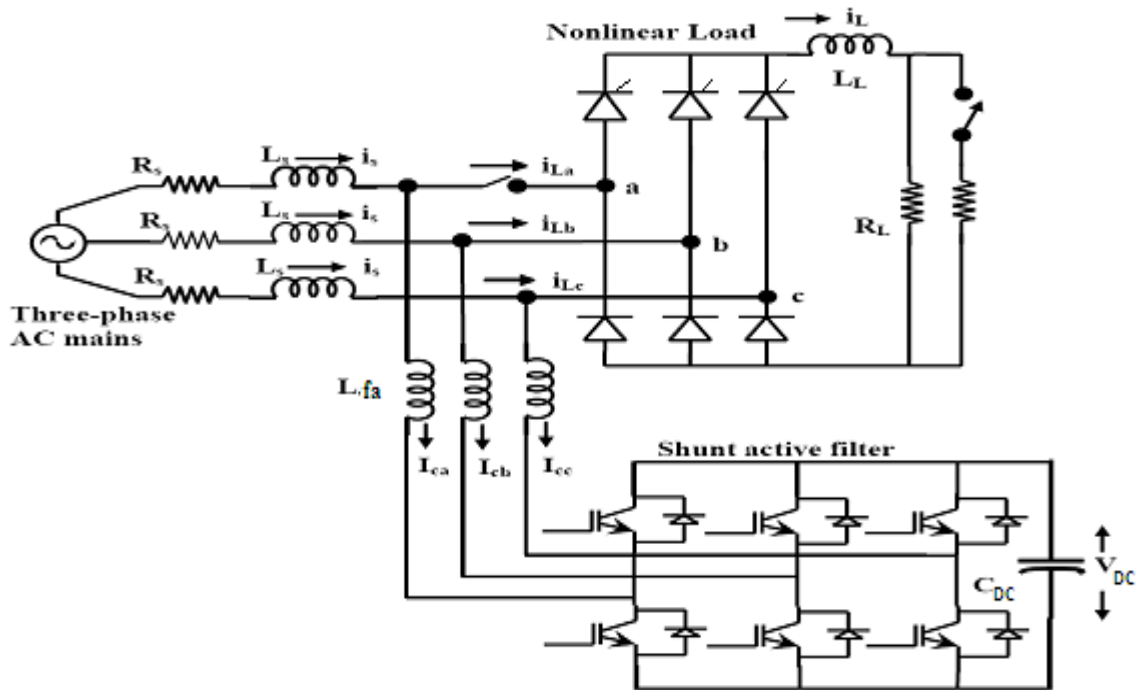 Nonlinear Load
iL
LL
Rs
Ls
is
iLa
a
Rs
Ls
is
iLb
b
RL
Rs
Ls
is
iLc
c
Three-phase
AC mains
L.fa
Ica
Icb
Icc
Shunt active filter
CDC
VDC